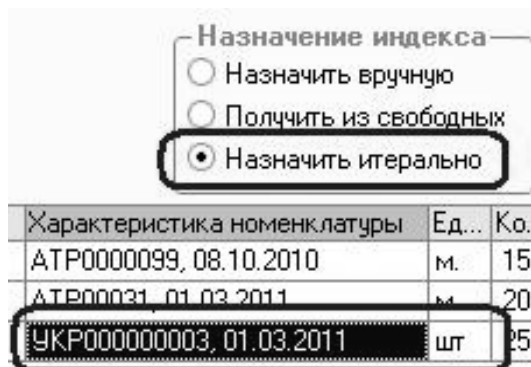 Назначение индекса
Назначить вручную
Получить из свободных
Назначить итерально
Характеристика номенклатуры Ед... Ко.
АТР0000099, 08.10.2010 м. 15
АТР00031, 01.03.2011 м 20
УКР000000003, 01.03.2011 шт 25